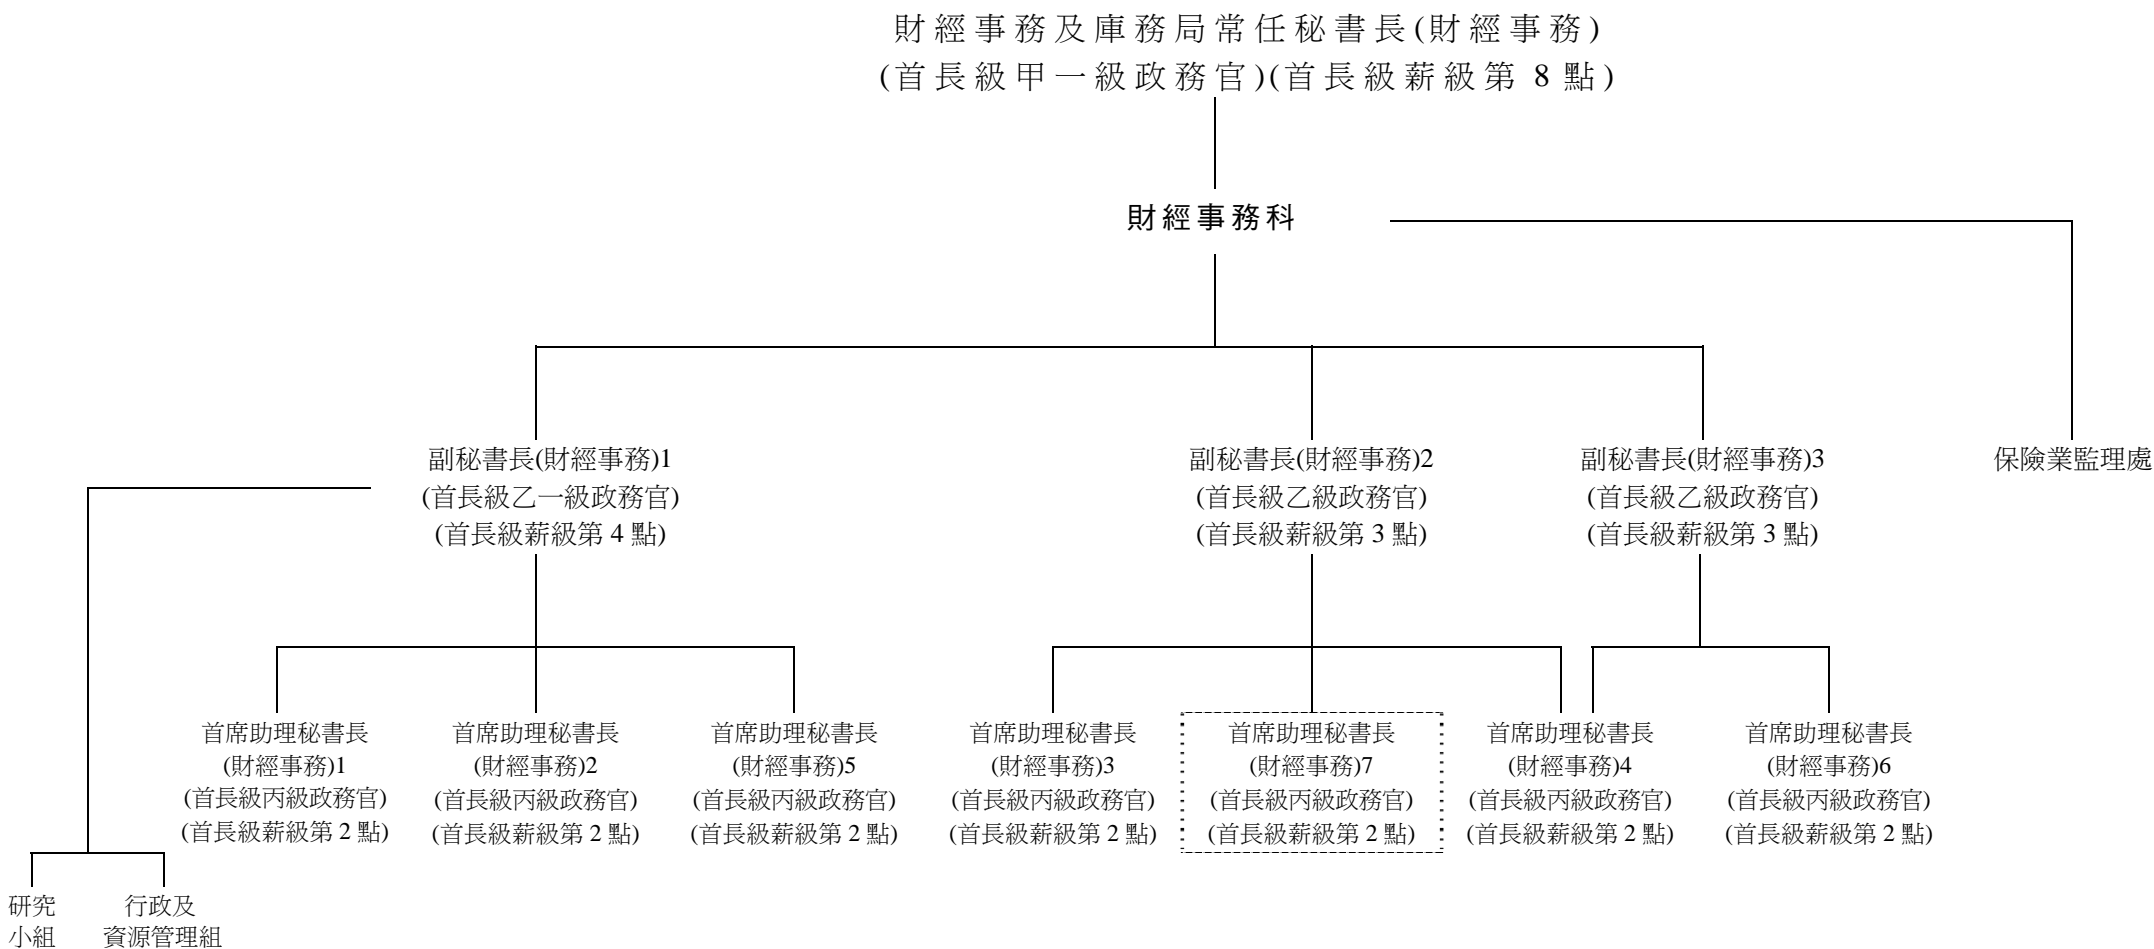 財經事務及庫務局常任秘書長(財經事務)
(首長級甲一級政務官)(首長級薪級第 8 點)
財經事務科
副秘書長(財經事務)1
(首長級乙一級政務官)
(首長級薪級第 4 點)
副秘書長(財經事務)2
(首長級乙級政務官)
(首長級薪級第 3 點)
副秘書長(財經事務)3
(首長級乙級政務官)
(首長級薪級第 3 點)
保險業監理處
首席助理秘書長
(財經事務)1
(首長級丙級政務官)
(首長級薪級第 2 點)
首席助理秘書長
(財經事務)2
(首長級丙級政務官)
(首長級薪級第 2 點)
首席助理秘書長
(財經事務)5
(首長級丙級政務官)
(首長級薪級第 2 點)
首席助理秘書長
(財經事務)3
(首長級丙級政務官)
(首長級薪級第 2 點)
首席助理秘書長
(財經事務)7
(首長級丙級政務官)
(首長級薪級第 2 點)
首席助理秘書長
(財經事務)4
(首長級丙級政務官)
(首長級薪級第 2 點)
首席助理秘書長
(財經事務)6
(首長級丙級政務官)
(首長級薪級第 2 點)
研究
小組
行政及
資源管理組